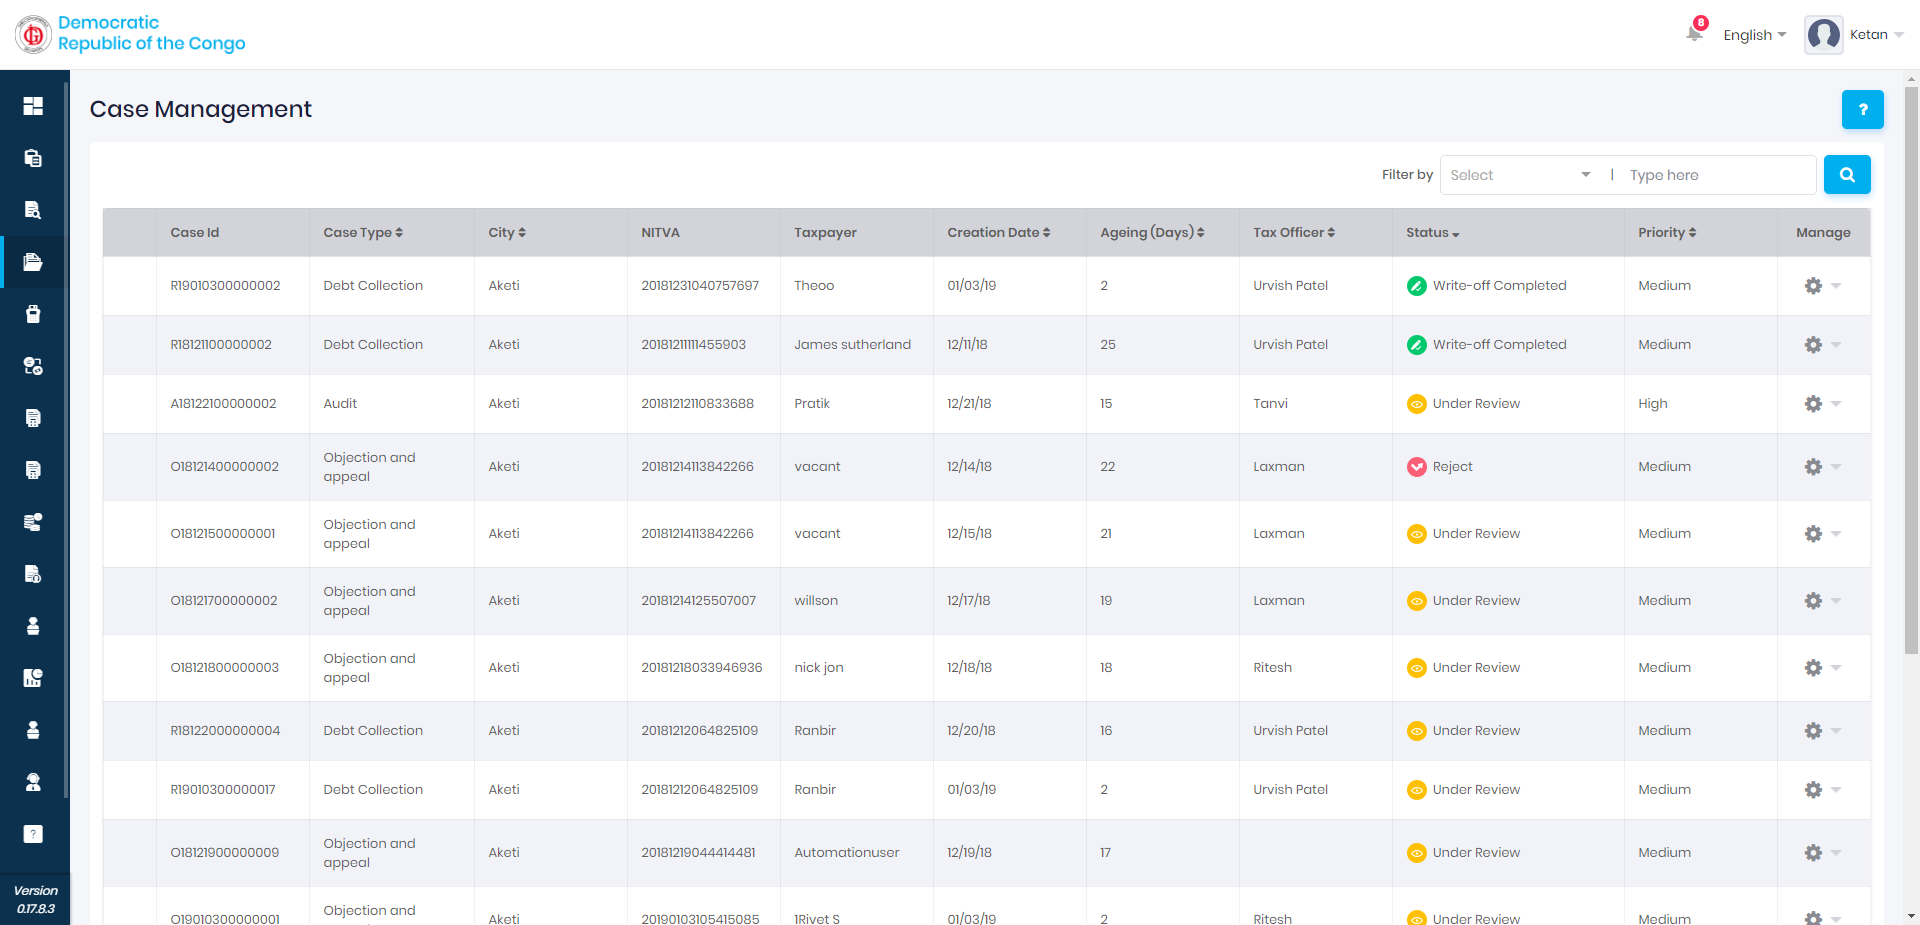 Democratic
Republic of the Congo
8
English
Ketan
Case Management
?
Filter by Select | Type here
Case Id Case Type City NITVA Taxpayer Creation Date Ageing (Days) Tax Officer Status Priority Manage
R19010300000002 Debt Collection Aketi 20181231040757697 Theoo 01/03/19 2 Urvish Patel Write-off Completed Medium
R18121100000002 Debt Collection Aketi 20181211111455903 James sutherland 12/11/18 25 Urvish Patel Write-off Completed Medium
A18122100000002 Audit Aketi 20181212110833688 Pratik 12/21/18 15 Tanvi Under Review High
O18121400000002 Objection and appeal Aketi 20181214113842266 vacant 12/14/18 22 Laxman Reject Medium
O18121500000001 Objection and appeal Aketi 20181214113842266 vacant 12/15/18 21 Laxman Under Review Medium
O18121700000002 Objection and appeal Aketi 20181214125507007 willson 12/17/18 19 Laxman Under Review Medium
O18121800000003 Objection and appeal Aketi 20181218033946936 nick jon 12/18/18 18 Ritesh Under Review Medium
R18122000000004 Debt Collection Aketi 20181212064825109 Ranbir 12/20/18 16 Urvish Patel Under Review Medium
R19010300000017 Debt Collection Aketi 20181212064825109 Ranbir 01/03/19 2 Urvish Patel Under Review Medium
O18121900000009 Objection and appeal Aketi 20181219044414481 Automationuser 12/19/18 17 Under Review Medium
O19010300000001 Objection and Aketi 20190103105415085 1Rivet S 01/03/19 2 Ritesh Under Review Medium
?
Version
0.17.8.3